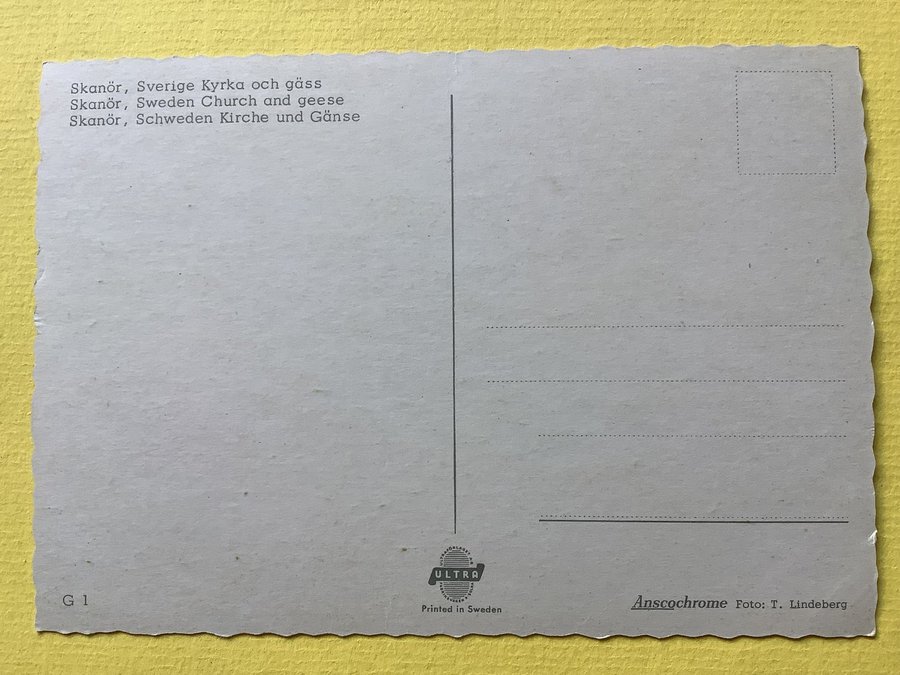 Skanör, Sverige Kyrka och gäss
Skanör, Sweden Church and geese
Skanör, Schweden Kirche und Gänse
G 1
ULTRA
Printed in Sweden
Anscochrome Foto: T. Lindeberg